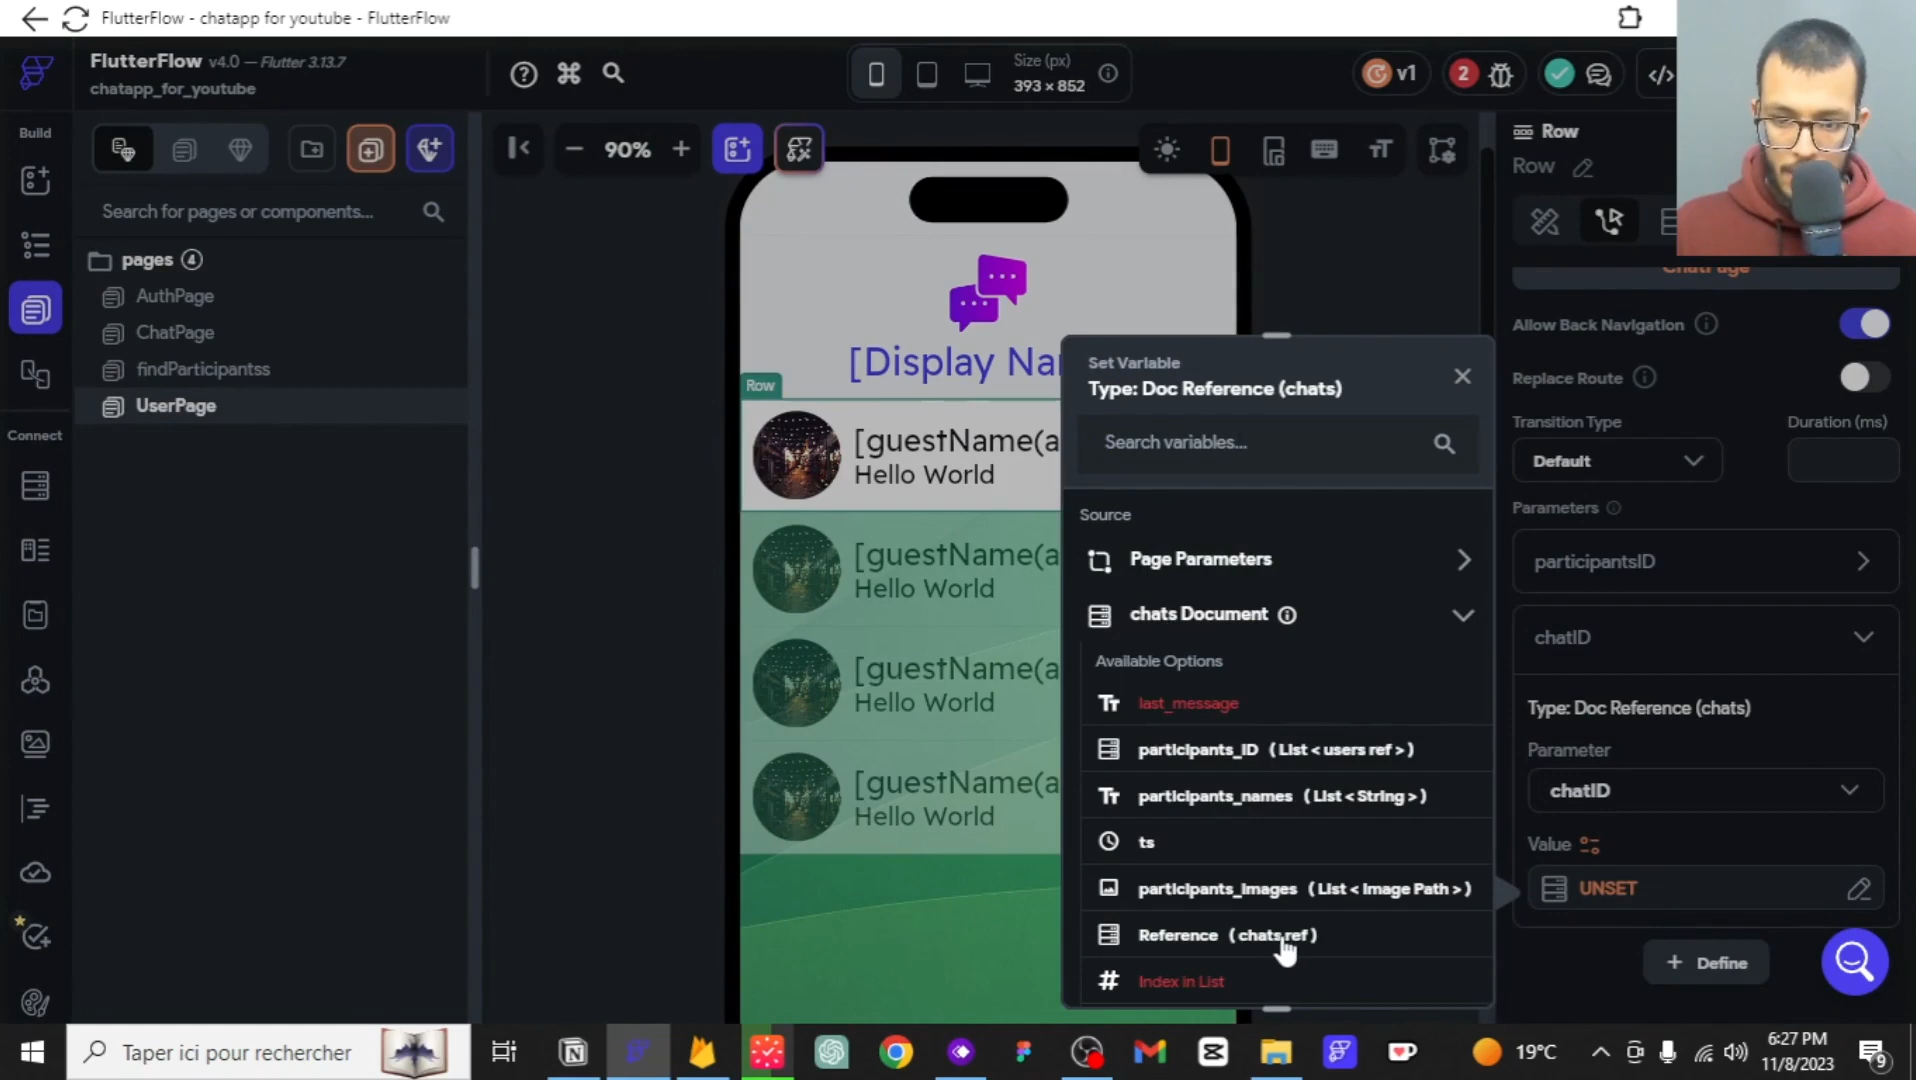 FlutterFlow - chatapp for youtube - FlutterFlow
FlutterFlow v4.0 — Flutter 3.13.7
chatapp_for_youtube
Size (px)
393 × 852
v1
2
Row
Row
Build
90%
Search for pages or components...
pages 4
AuthPage
ChatPage
findParticipantss
UserPage
Connect
[Display Na
Row
[guestName(a
Hello World
[guestName(a
Hello World
[guestName(a
Hello World
[guestName(a
Hello World
Set Variable
Type: Doc Reference (chats)
Search variables...
Source
Page Parameters
chats Document
Available Options
last_message
participants_ID ( List < users ref > )
participants_names ( List < String > )
ts
participants_images ( List < Image Path > )
Reference ( chats ref )
Index in List
ChatPage
Allow Back Navigation
Replace Route
Transition Type
Duration (ms)
Default
Parameters
participantsID
chatID
Type: Doc Reference (chats)
Parameter
chatID
Value
UNSET
+ Define
Taper ici pour rechercher
19°C
6:27 PM
11/8/2023
9